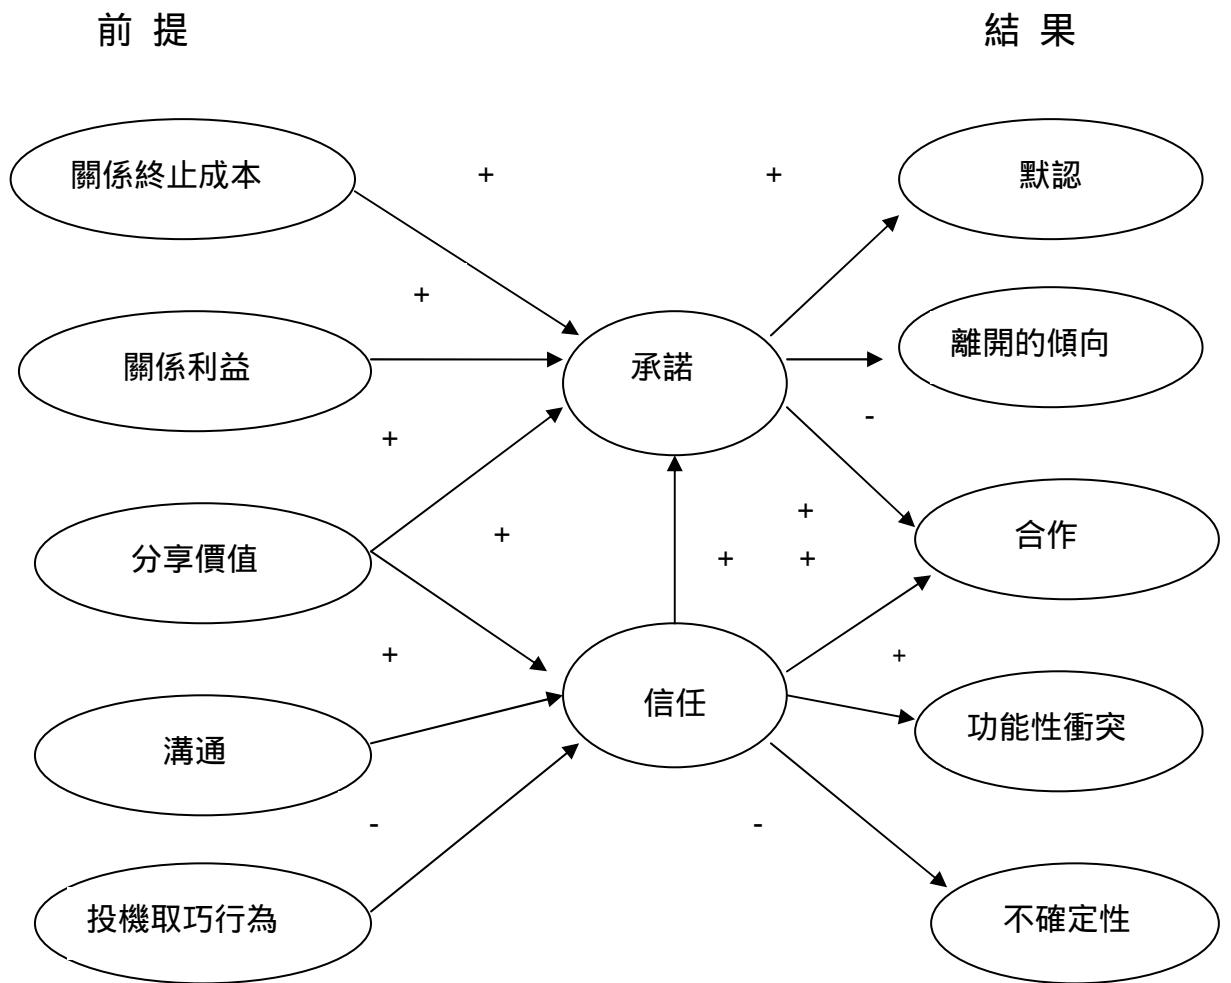 前 提 結 果
關係終止成本 + + 默認
+
關係利益 承諾 離開的傾向
+ -
+
分享價值 + + + 合作
+ +
溝通 信任 功能性衝突
- -
投機取巧行為 不確定性